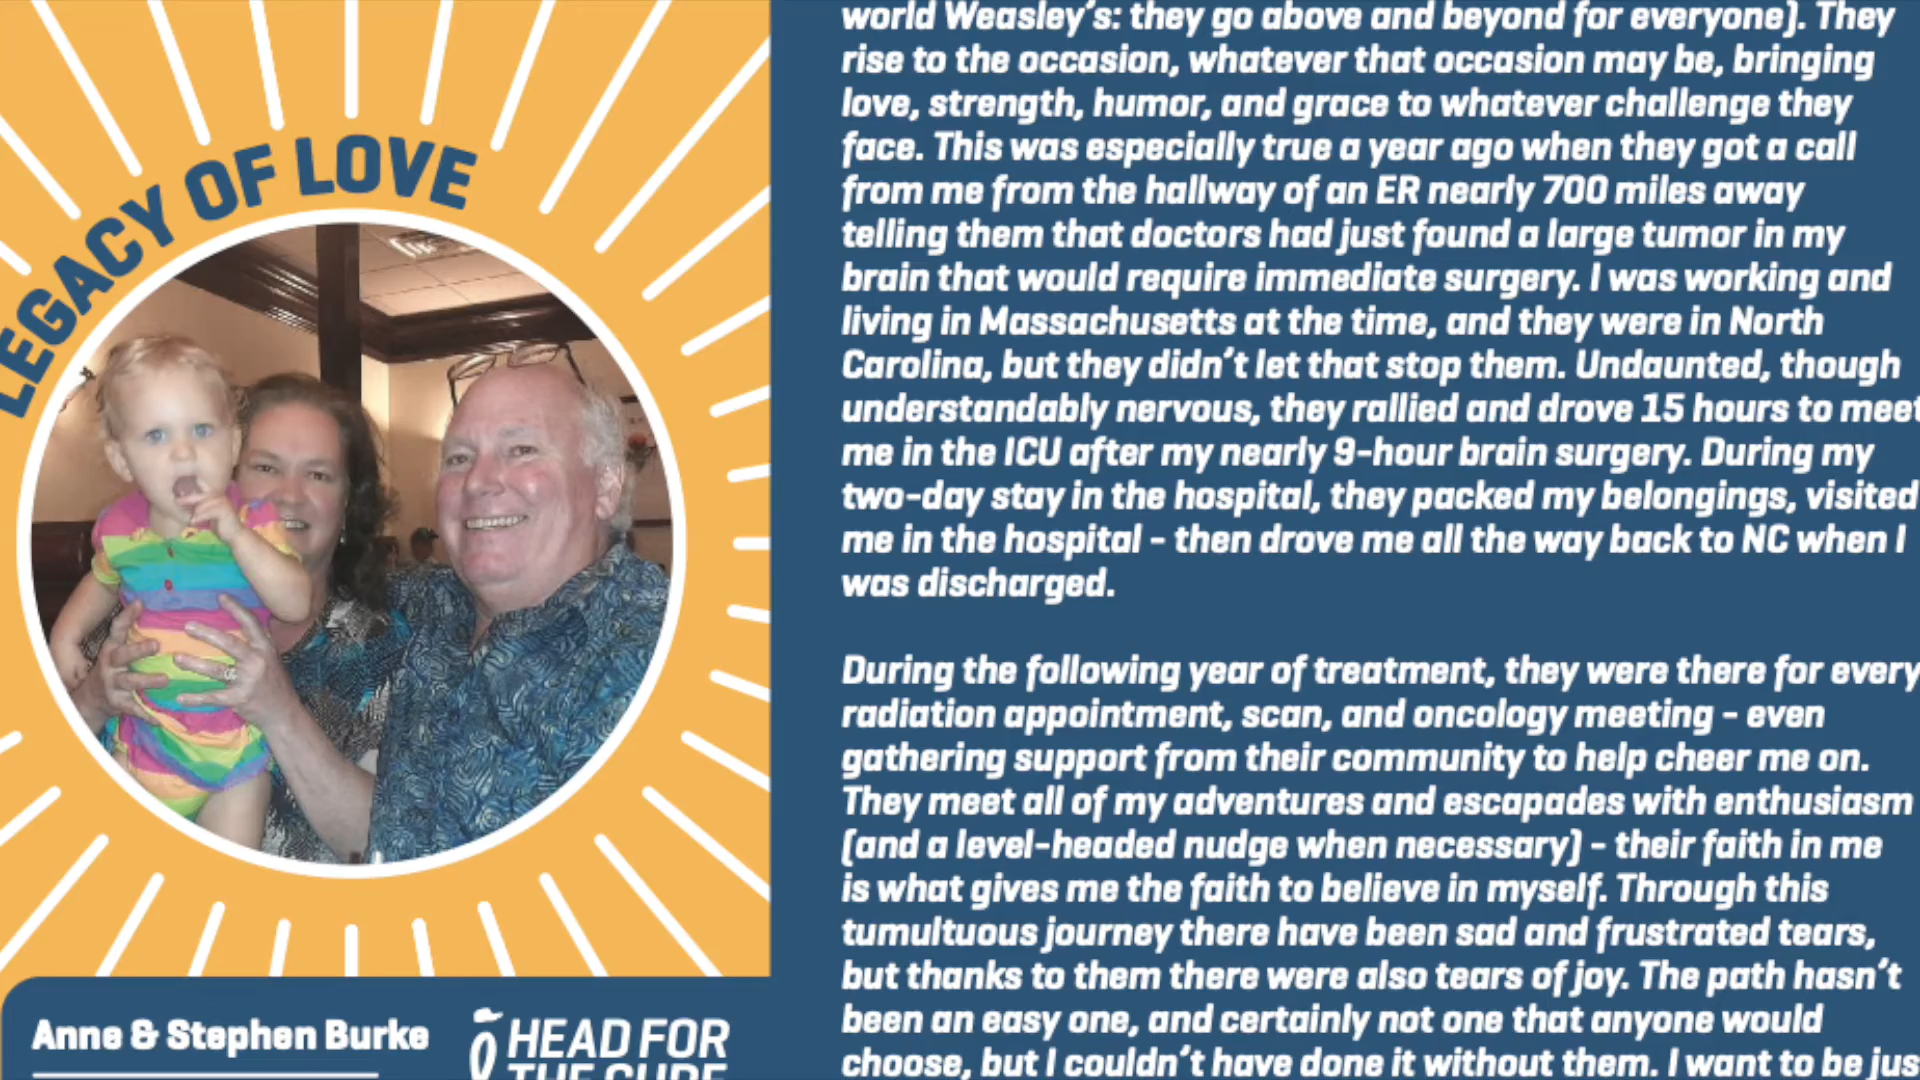 LEGACY OF LOVE
Anne & Stephen Burke
HEAD FOR
THE CURE
world Weasley's: they go above and beyond for everyone). They
rise to the occasion, whatever that occasion may be, bringing
love, strength, humor, and grace to whatever challenge they
face. This was especially true a year ago when they got a call
from me from the hallway of an ER nearly 700 miles away
telling them that doctors had just found a large tumor in my
brain that would require immediate surgery. I was working and
living in Massachusetts at the time, and they were in North
Carolina, but they didn't let that stop them. Undaunted, though
understandably nervous, they rallied and drove 15 hours to meet
me in the ICU after my nearly 9-hour brain surgery. During my
two-day stay in the hospital, they packed my belongings, visited
me in the hospital - then drove me all the way back to NC when I
was discharged.
During the following year of treatment, they were there for every
radiation appointment, scan, and oncology meeting - even
gathering support from their community to help cheer me on.
They meet all of my adventures and escapades with enthusiasm
(and a level-headed nudge when necessary) - their faith in me
is what gives me the faith to believe in myself. Through this
tumultuous journey there have been sad and frustrated tears,
but thanks to them there were also tears of joy. The path hasn't
been an easy one, and certainly not one that anyone would
choose, but I couldn't have done it without them. I want to be jus